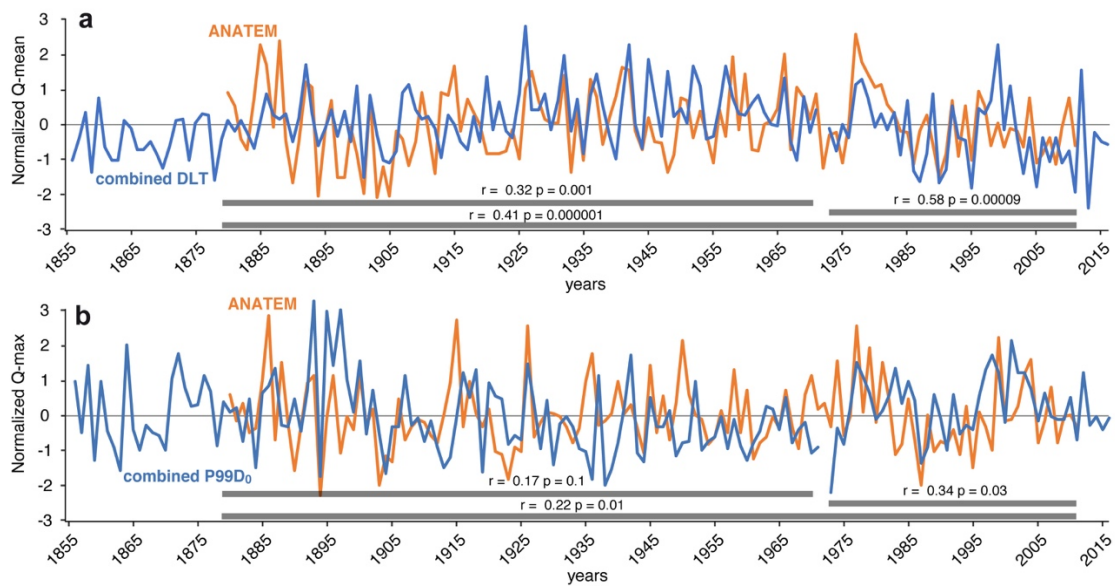 a
ANATEM
Normalized Q-mean
3
2
1
0
-1
-2
-3
combined DLT
r = 0.32 p = 0.001
r = 0.58 p = 0.00009
r = 0.41 p = 0.000001
1855 1865 1875 1885 1895 1905 1915 1925 1935 1945 1955 1965 1975 1985 1995 2005 2015
years
b
ANATEM
Normalized Q-max
3
2
1
0
-1
-2
-3
combined P99D₀
r = 0.17 p = 0.1
r = 0.34 p = 0.03
r = 0.22 p = 0.01
1855 1865 1875 1885 1895 1905 1915 1925 1935 1945 1955 1965 1975 1985 1995 2005 2015
years